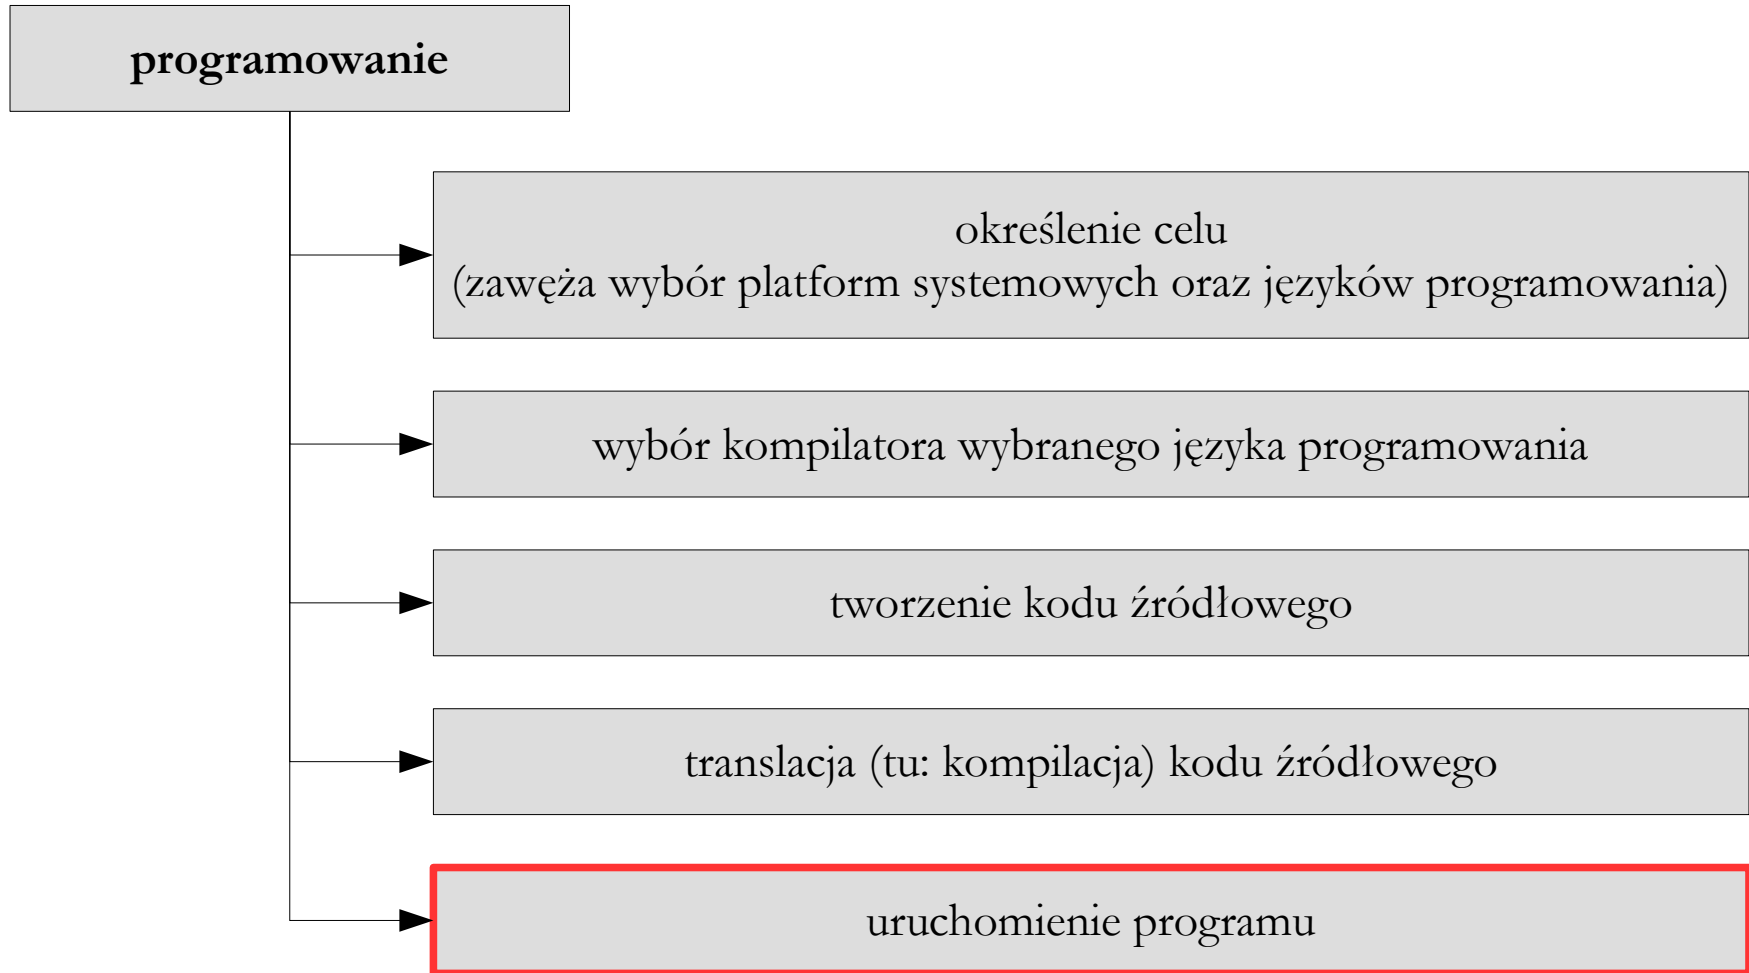 programowanie
określenie celu
(zawęża wybór platform systemowych oraz języków programowania)
wybór kompilatora wybranego języka programowania
tworzenie kodu źródłowego
translacja (tu: kompilacja) kodu źródłowego
uruchomienie programu